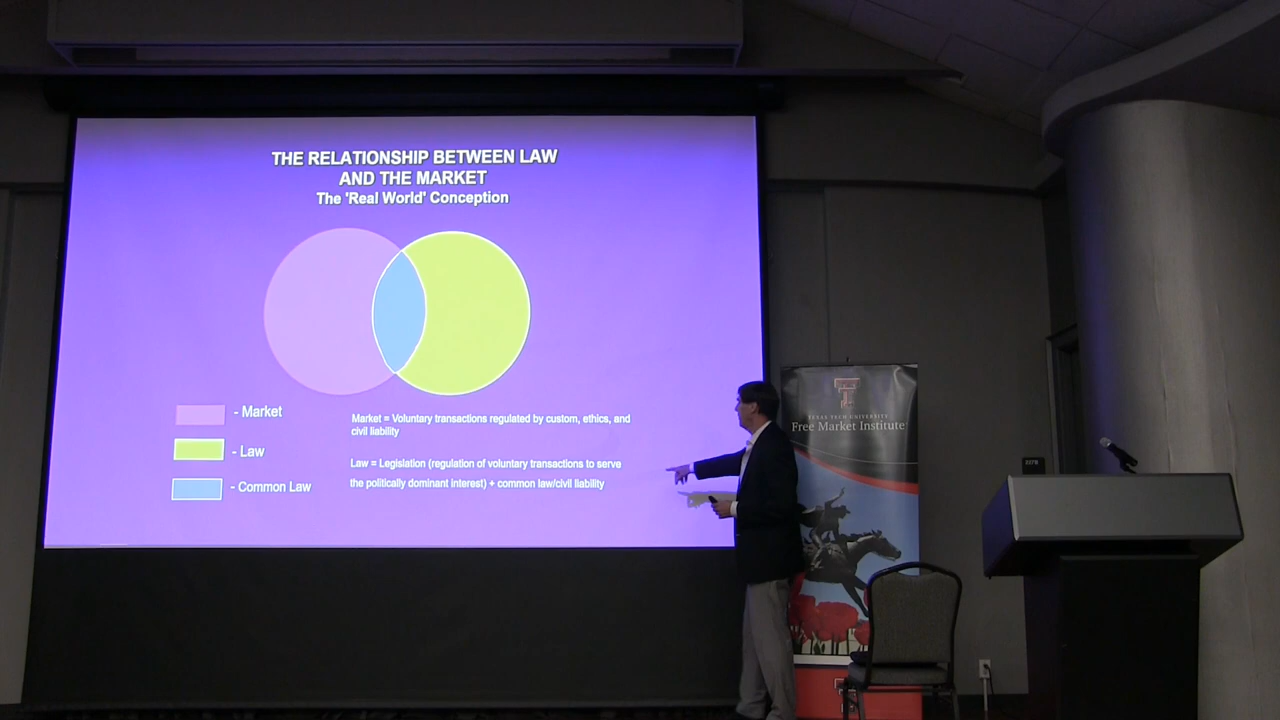 THE RELATIONSHIP BETWEEN LAW
AND THE MARKET
The 'Real World' Conception
- Market
- Law
- Common Law
Market = Voluntary transactions regulated by custom, ethics, and
civil liability
Law = Legislation (regulation of voluntary transactions to serve
the politically dominant interest) + common law/civil liability
TEXAS TECH UNIVERSITY
Free Market Institute